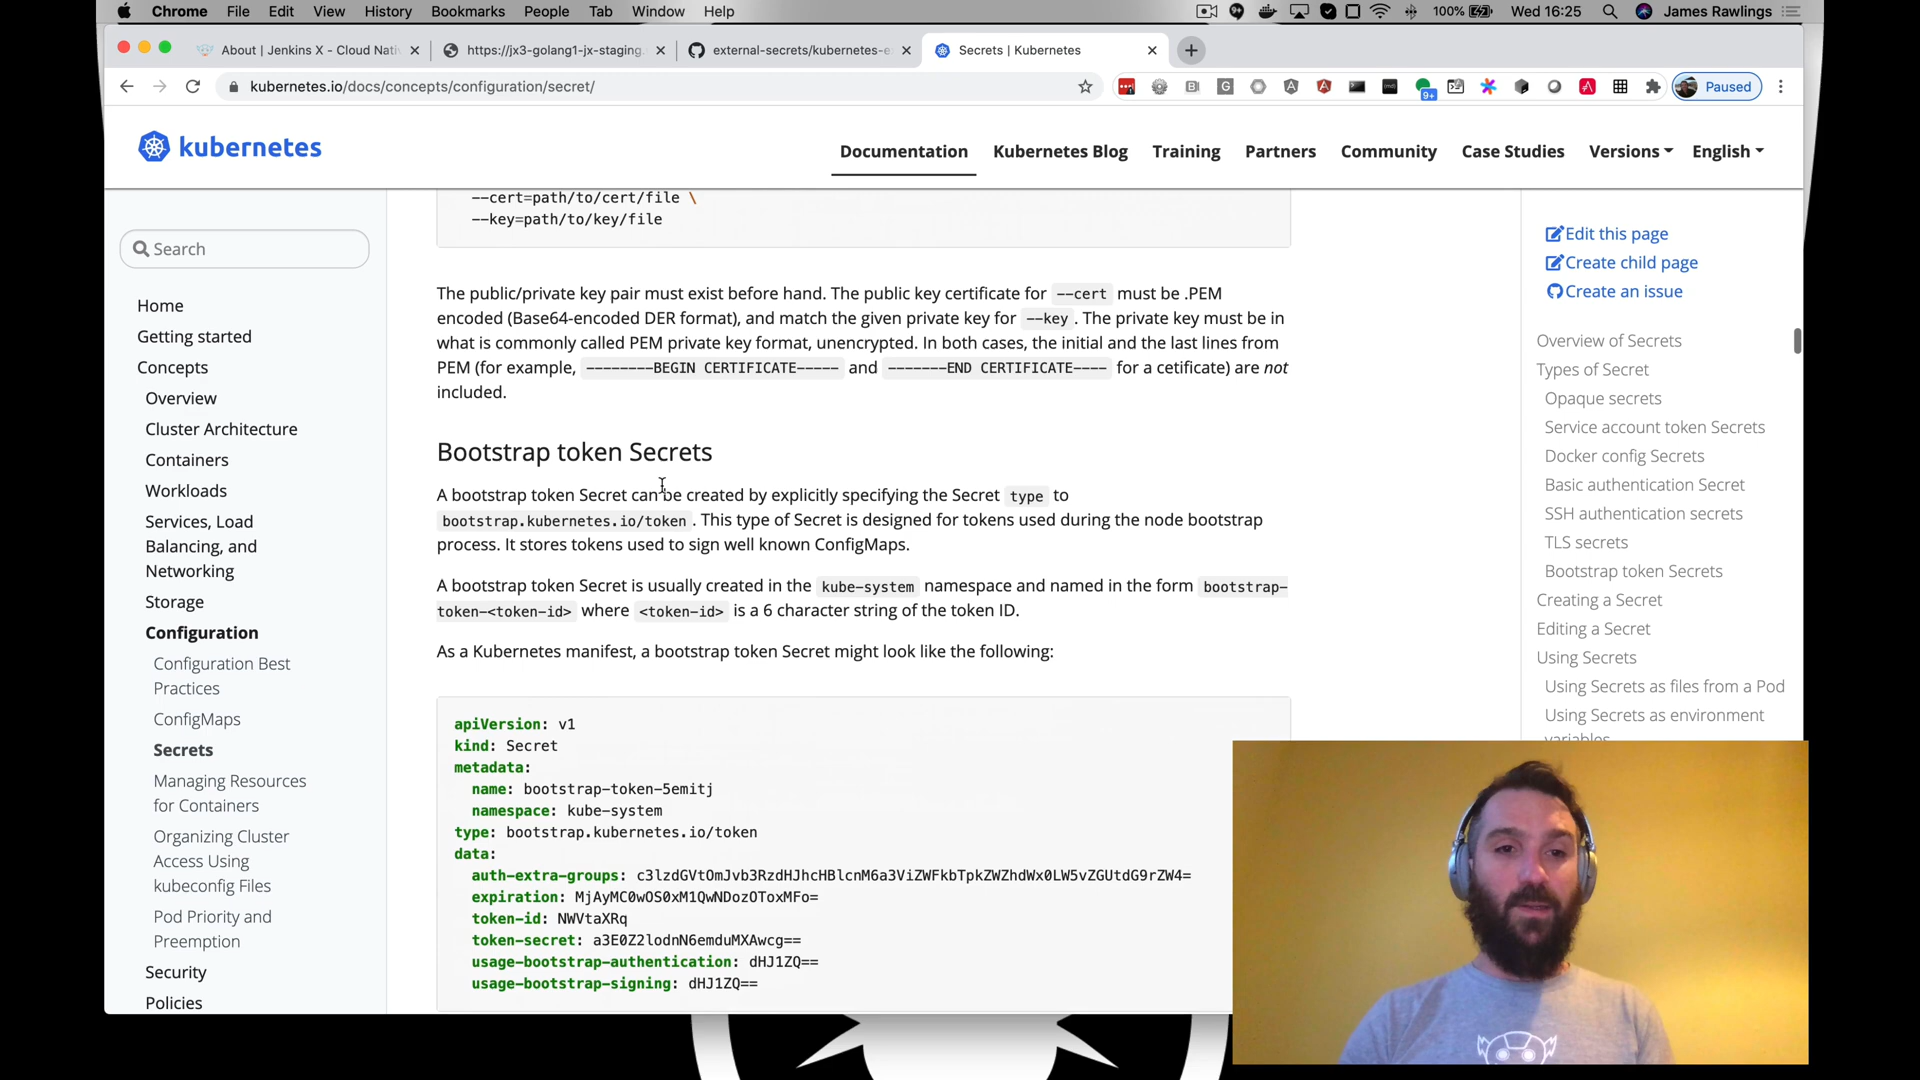 Chrome File Edit View History Bookmarks People Tab Window Help 100% Wed 16:25 James Rawlings
About | Jenkins X - Cloud Nati
https://jx3-golang1-jx-staging.
external-secrets/kubernetes-e
Secrets | Kubernetes
kubernetes.io/docs/concepts/configuration/secret/
9+
Paused
kubernetes
Documentation Kubernetes Blog Training Partners Community Case Studies Versions English
Search
Home
Getting started
Concepts
Overview
Cluster Architecture
Containers
Workloads
Services, Load
Balancing, and
Networking
Storage
Configuration
Configuration Best
Practices
ConfigMaps
Secrets
Managing Resources
for Containers
Organizing Cluster
Access Using
kubeconfig Files
Pod Priority and
Preemption
Security
Policies
--cert=path/to/cert/file \
--key=path/to/key/file
The public/private key pair must exist before hand. The public key certificate for --cert must be .PEM
encoded (Base64-encoded DER format), and match the given private key for --key . The private key must be in
what is commonly called PEM private key format, unencrypted. In both cases, the initial and the last lines from
PEM (for example, --------BEGIN CERTIFICATE----- and -------END CERTIFICATE---- for a cetificate) are not
included.
Bootstrap token Secrets
A bootstrap token Secret can be created by explicitly specifying the Secret type to
bootstrap.kubernetes.io/token . This type of Secret is designed for tokens used during the node bootstrap
process. It stores tokens used to sign well known ConfigMaps.
A bootstrap token Secret is usually created in the kube-system namespace and named in the form bootstrap-
token-<token-id> where <token-id> is a 6 character string of the token ID.
As a Kubernetes manifest, a bootstrap token Secret might look like the following:
apiVersion: v1
kind: Secret
metadata:
name: bootstrap-token-5emitj
namespace: kube-system
type: bootstrap.kubernetes.io/token
data:
auth-extra-groups: c3lzdGVtOmJvb3RzdHJhcHBlcnM6a3ViZWFkbTpkZWZhdWx0LW5vZGUtdG9rZW4=
expiration: MjAyMC0wOS0xM1QwNDozOToxMFo=
token-id: NWVtaXRq
token-secret: a3E0Z2lodnN6emduMXAwcg==
usage-bootstrap-authentication: dHJ1ZQ==
usage-bootstrap-signing: dHJ1ZQ==
Edit this page
Create child page
Create an issue
Overview of Secrets
Types of Secret
Opaque secrets
Service account token Secrets
Docker config Secrets
Basic authentication Secret
SSH authentication secrets
TLS secrets
Bootstrap token Secrets
Creating a Secret
Editing a Secret
Using Secrets
Using Secrets as files from a Pod
Using Secrets as environment
variables